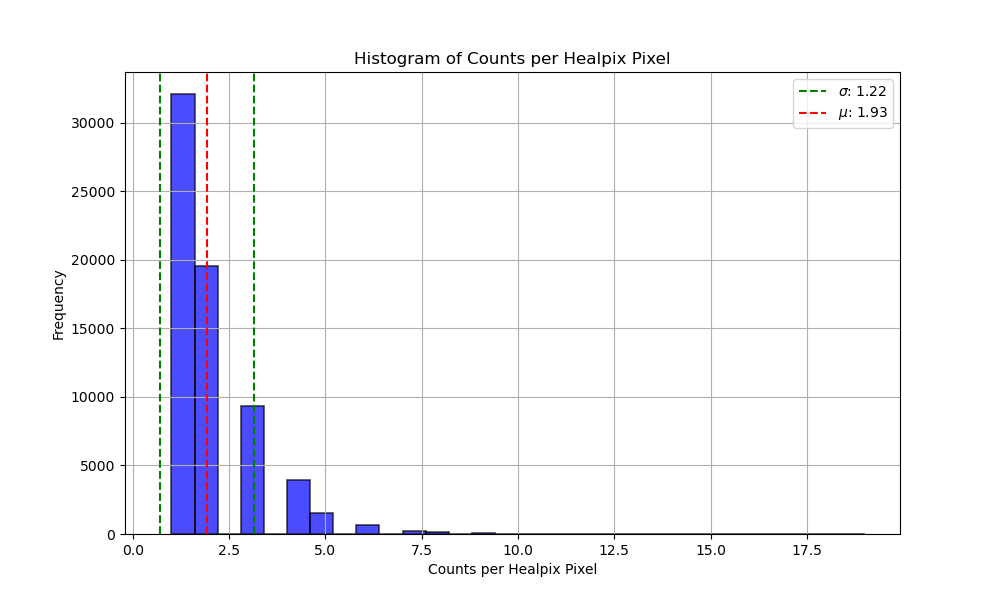 Histogram of Counts per Healpix Pixel
σ: 1.22
μ: 1.93
30000
25000
20000
15000
10000
5000
0
Frequency
0.0 2.5 5.0 7.5 10.0 12.5 15.0 17.5
Counts per Healpix Pixel